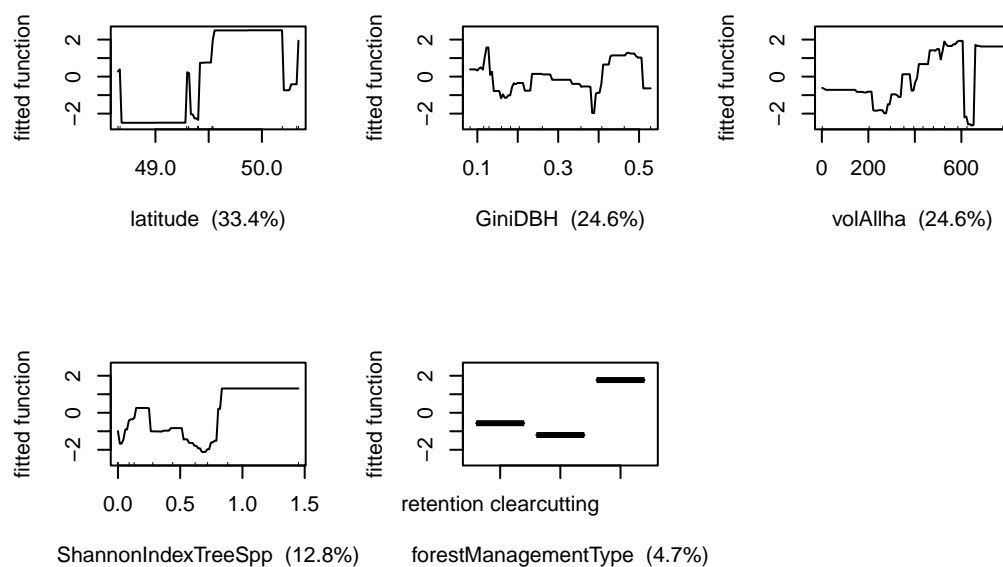 fitted function
−2 0 2
49.0 50.0
latitude (33.4%)
fitted function
−2 0 2
0.1 0.3 0.5
GiniDBH (24.6%)
fitted function
−2 0 2
0 200 600
volAllha (24.6%)
fitted function
−2 0 2
0.0 0.5 1.0 1.5
ShannonIndexTreeSpp (12.8%)
fitted function
−2 0 2
retention clearcutting
forestManagementType (4.7%)